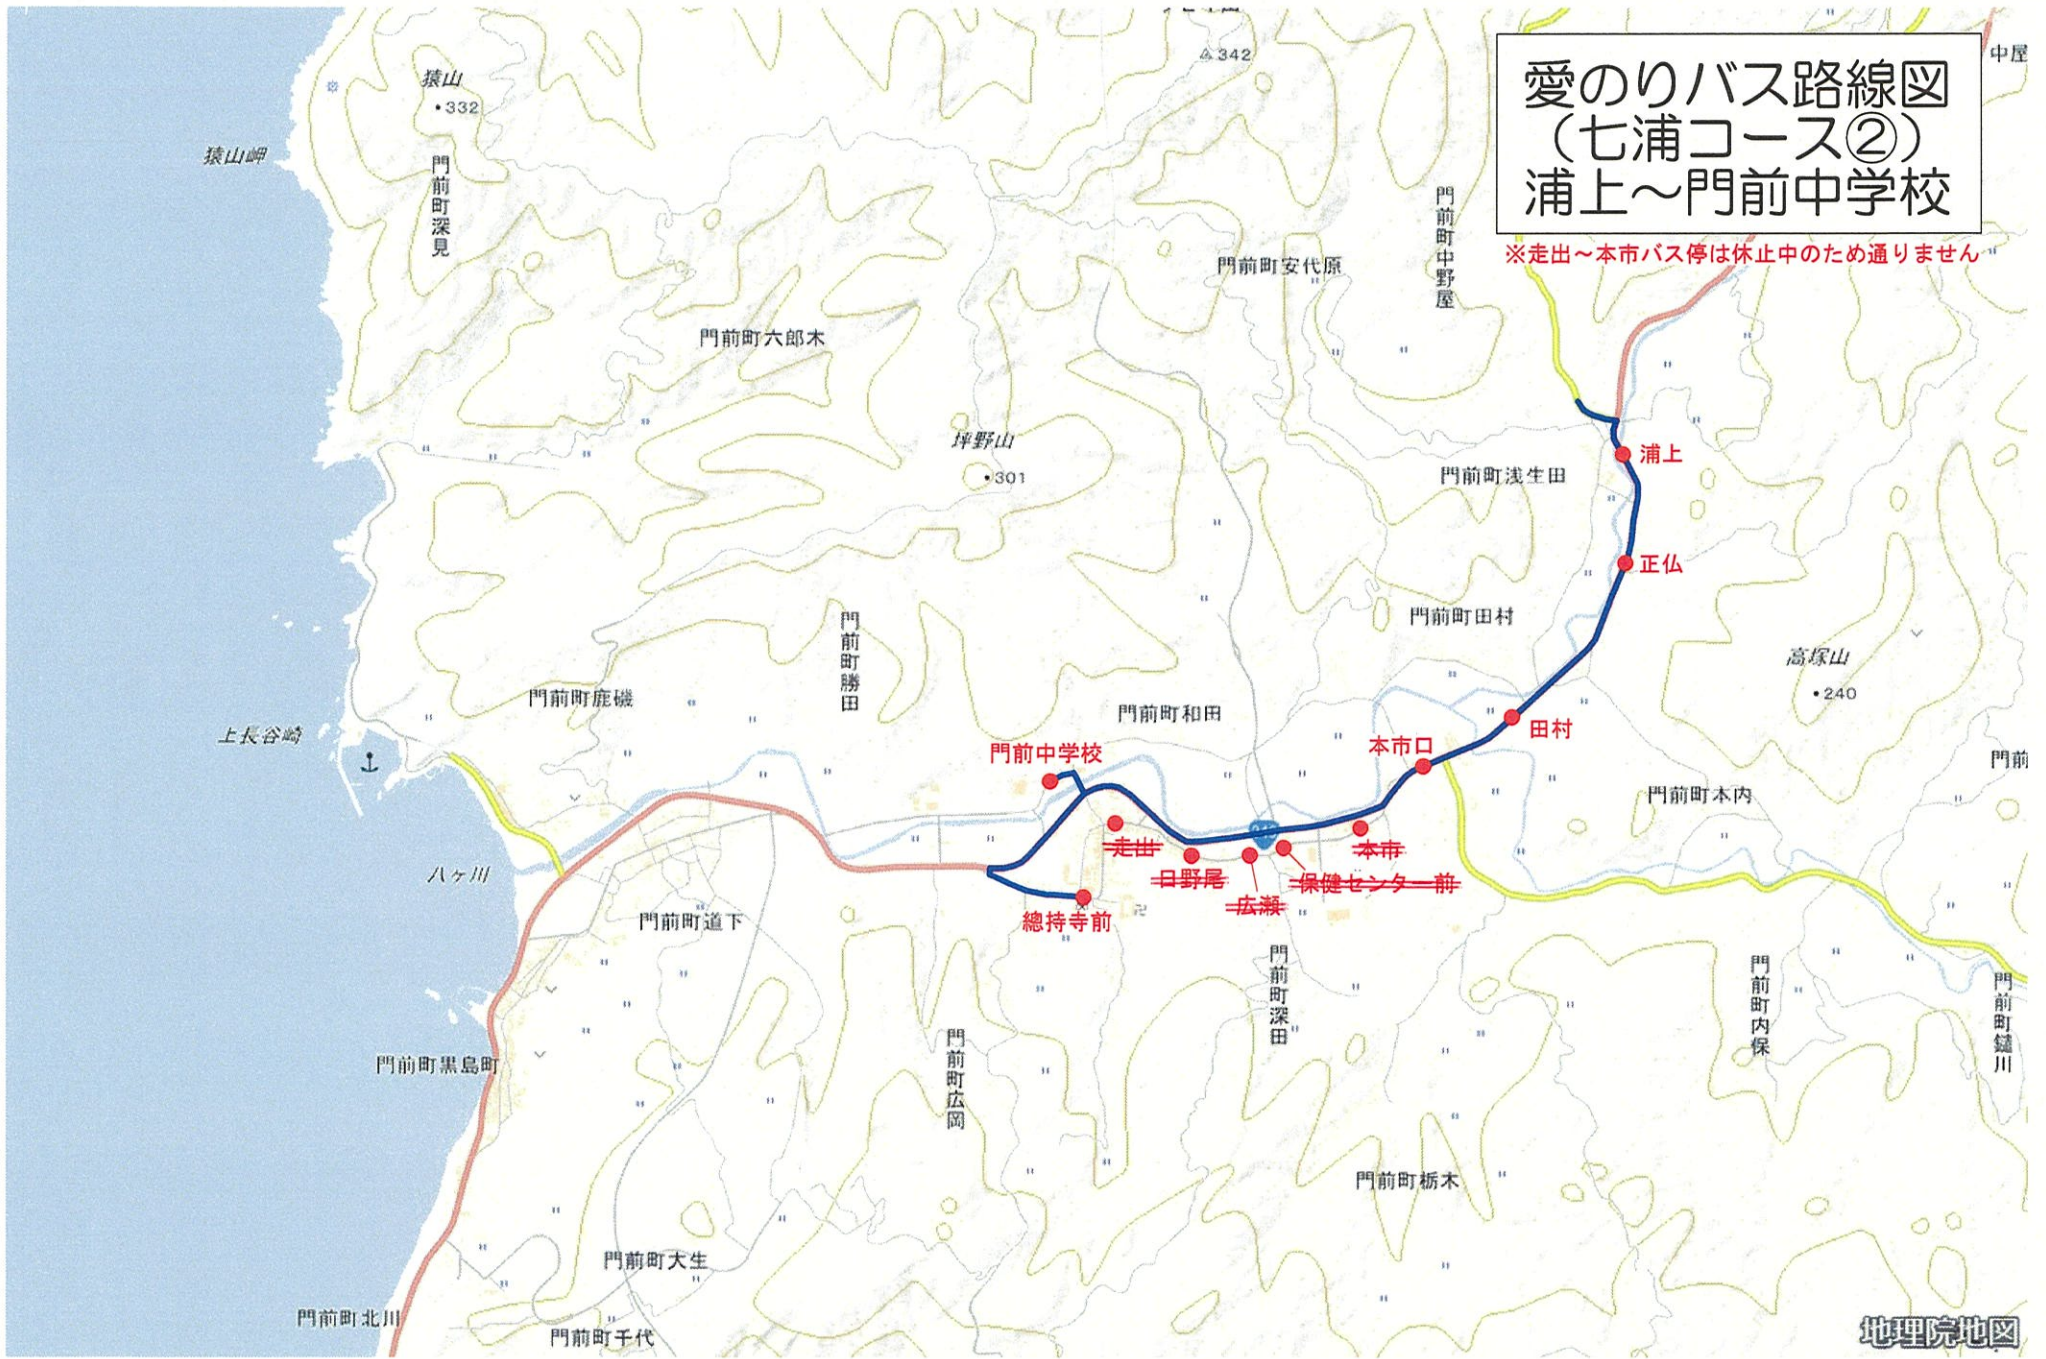 愛のりバス路線図
（七浦コース②）
浦上～門前中学校
※走出～本市バス停は休止中のため通りません
342
中屋
猿山
332
猿山岬
門前町深見
門前町中野屋
門前町安代原
門前町六郎木
坪野山
301
浦上
門前町浅生田
正仏
門前町田村
門前町勝田
高塚山
240
門前町鹿磯
門前町和田
上長谷崎
田村
本市口
門前中学校
門前
門前町本内
走出
本市
八ヶ川
日野尾
保健センター前
広瀬
總持寺前
門前町道下
門前町深田
門前町内保
門前町鑓川
門前町黒島町
門前町広岡
門前町栃木
門前町大生
門前町北川
門前町千代
地理院地図